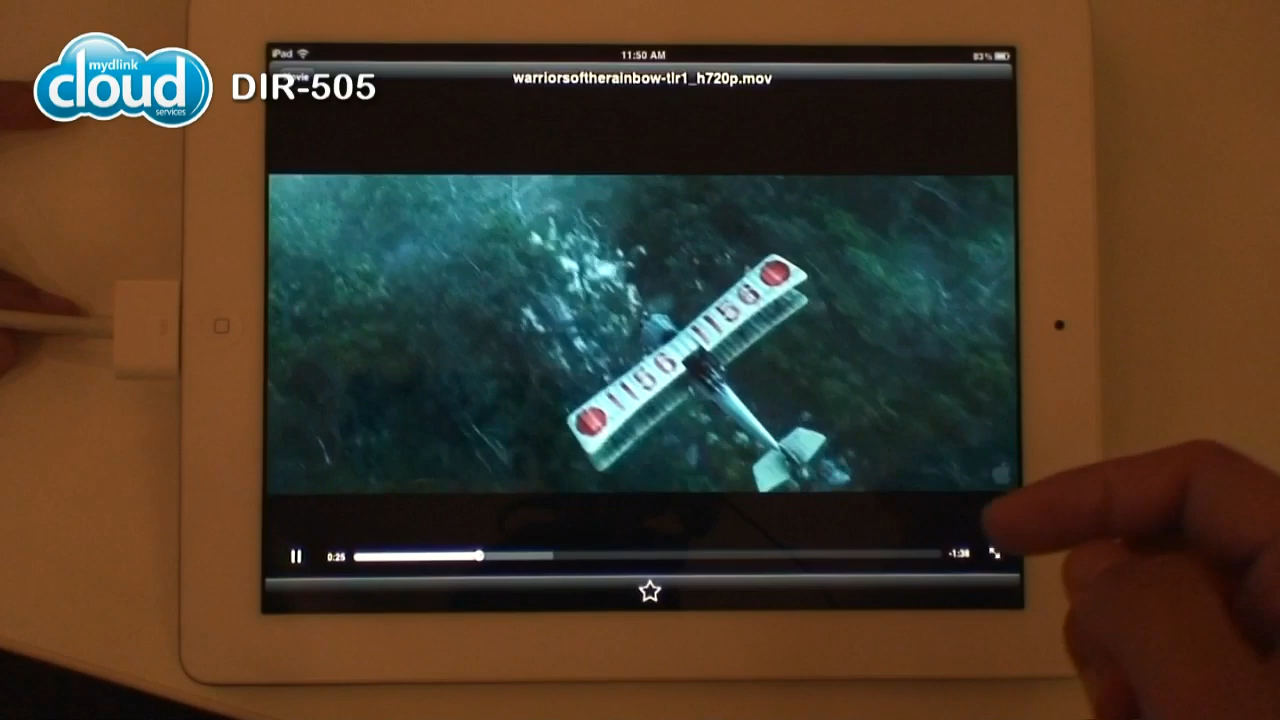 mydlink
cloud
services
DIR-505
iPad
11:50 AM
83%
warriorsoftherainbow-tlr1_h720p.mov
1156 1156
0:25
-1:38